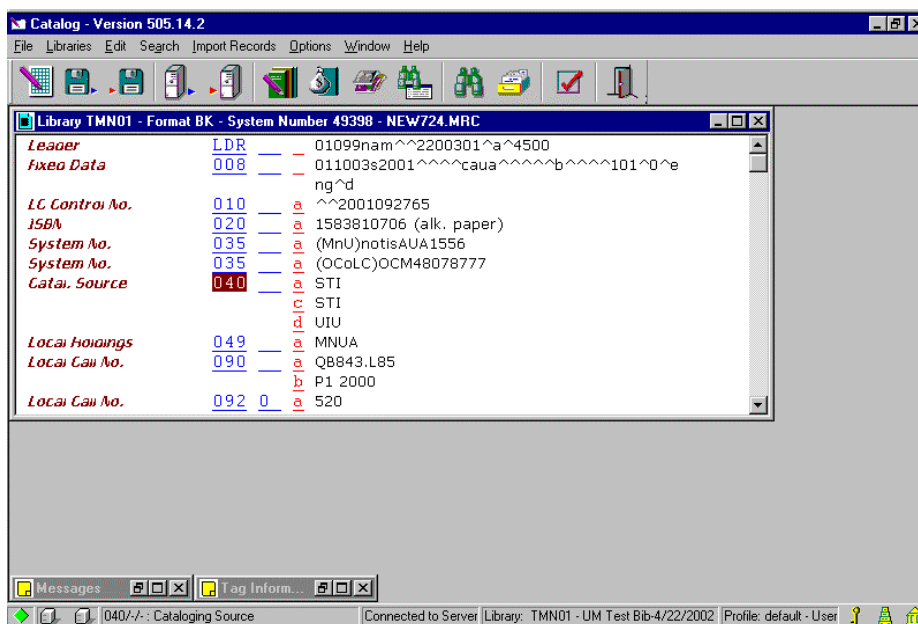 Catalog - Version 505.14.2
File Libraries Edit Search Import Records Options Window Help
Library TMN01 - Format BK - System Number 49398 - NEW724.MRC
Leader LDR 01099nam^^2200301^a^4500
Fixed Data 008 011003s2001^^^^caua^^^^^b^^^^101^0^e
ng^d
LC Control No. 010 a ^^2001092765
ISBN 020 a 1583810706 (alk. paper)
System No. 035 a (MnU)notisAUA1556
System No. 035 a (OCoLC)OCM48078777
Catal. Source 040 a STI
c STI
d UIU
Local Holdings 049 a MNUA
Local Call No. 090 a QB843.L85
b P1 2000
Local Call No. 092 0 a 520
Messages Tag Inform...
040/-/- : Cataloging Source Connected to Server Library: TMN01 - UM Test Bib-4/22/2002 Profile: default - User